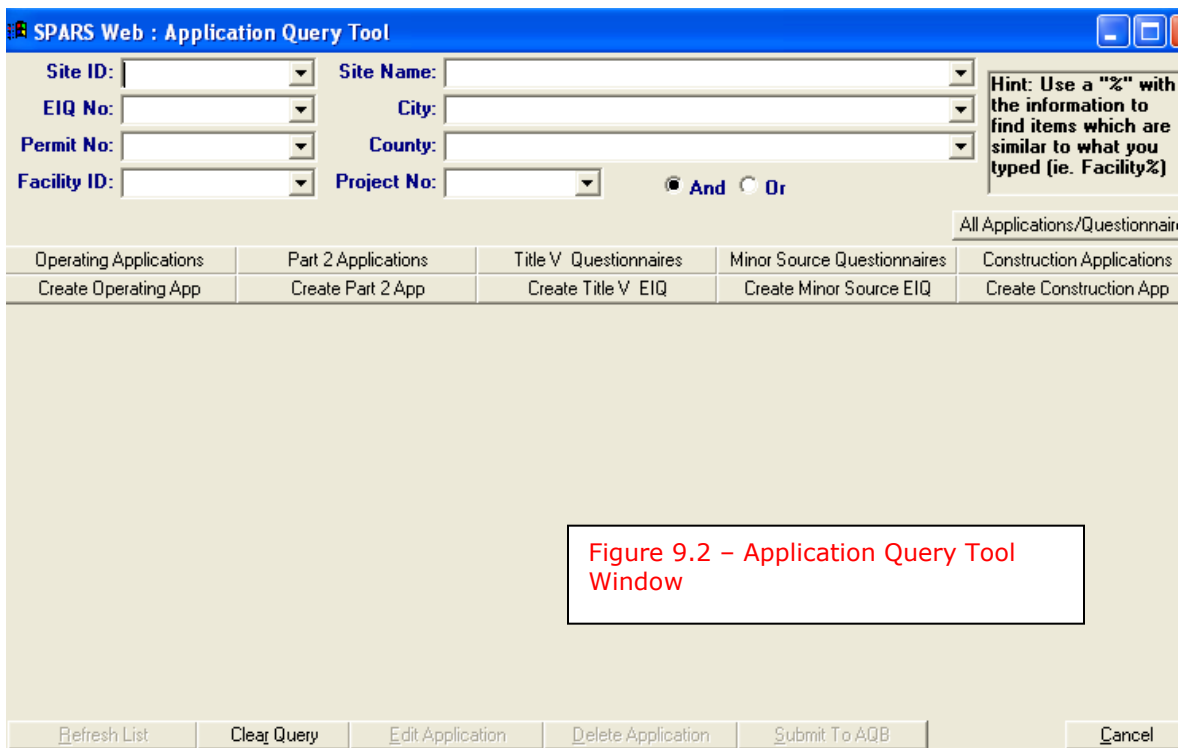 SPARS Web : Application Query Tool
Site ID: Site Name:
EIQ No: City:
Permit No: County:
Facility ID: Project No: And Or
Hint: Use a "%" with
the information to
find items which are
similar to what you
typed (ie. Facility%)
All Applications/Questionnair
Operating Applications Part 2 Applications Title V Questionnaires Minor Source Questionnaires Construction Applications
Create Operating App Create Part 2 App Create Title V EIQ Create Minor Source EIQ Create Construction App
Figure 9.2 – Application Query Tool
Window
Refresh List Clear Query Edit Application Delete Application Submit To AQB Cancel